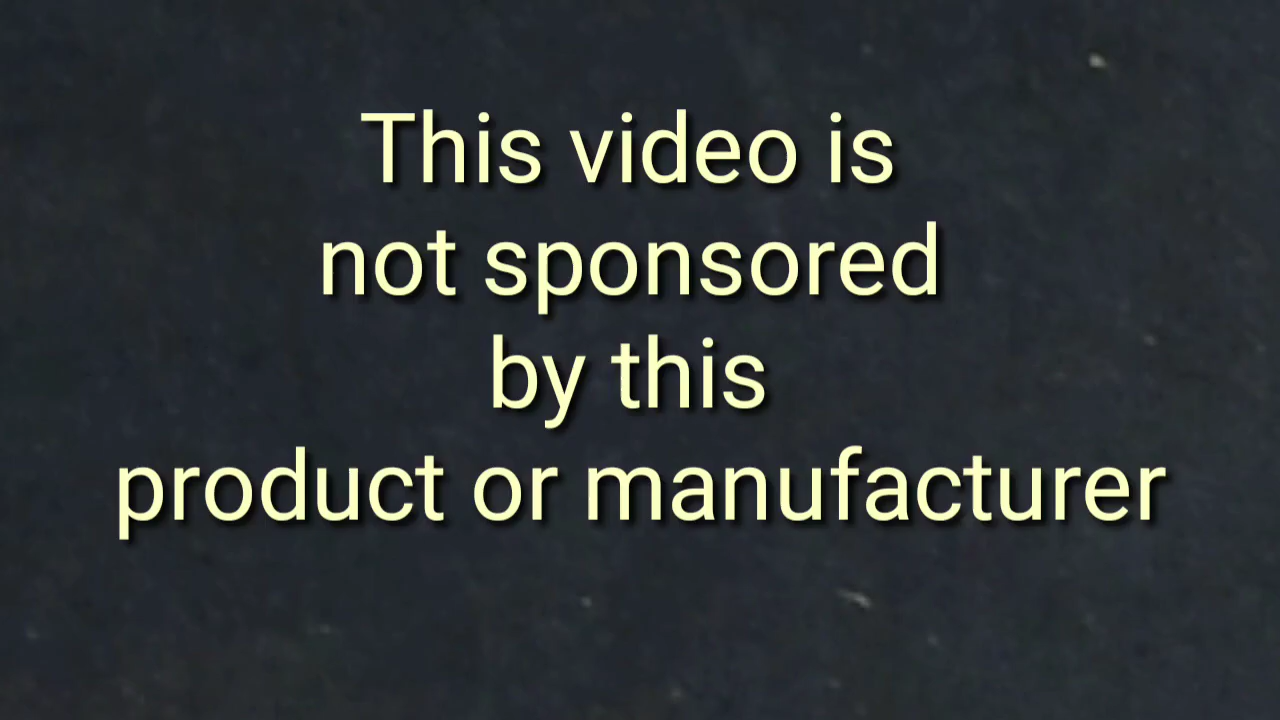 This video is
not sponsored
by this
product or manufacturer